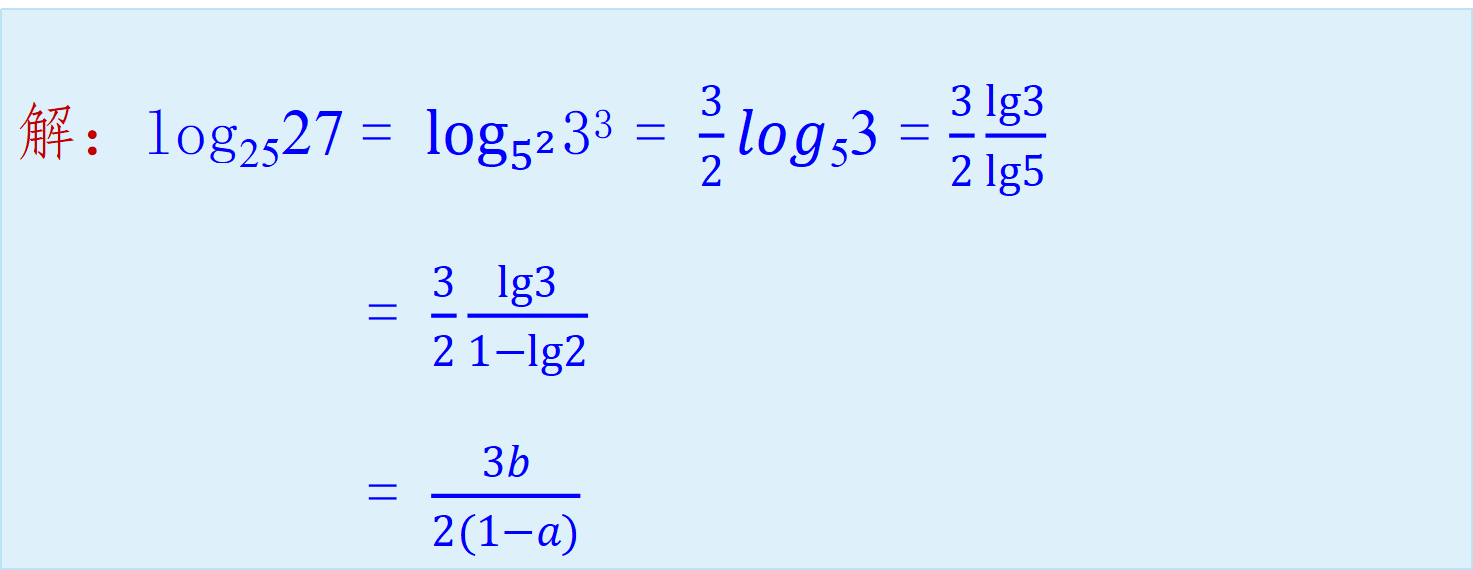 解：log₂₅27 = log₅²3³ = 3/2 log₅3 = 3/2 lg3/lg5
= 3/2 lg3/(1−lg2)
= 3b/2(1−a)